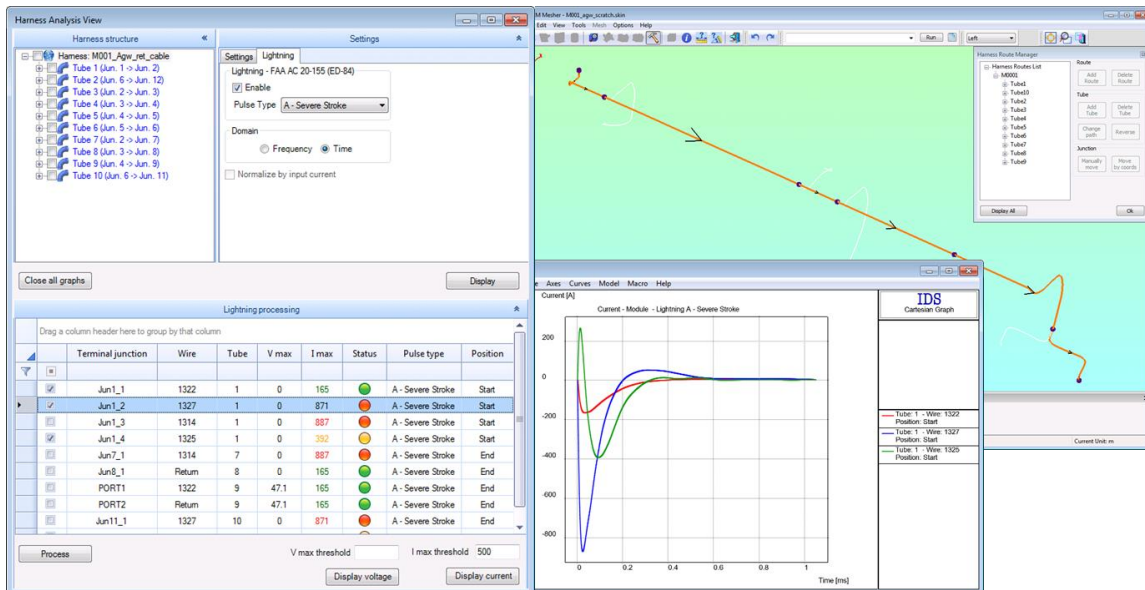 Harness Analysis View
Harness structure
«
Harness: M001_Agw_ret_cable
Tube 1 (Jun. 1 -> Jun. 2)
Tube 2 (Jun. 6 -> Jun. 12)
Tube 3 (Jun. 2 -> Jun. 3)
Tube 4 (Jun. 3 -> Jun. 4)
Tube 5 (Jun. 4 -> Jun. 5)
Tube 6 (Jun. 5 -> Jun. 6)
Tube 7 (Jun. 2 -> Jun. 7)
Tube 8 (Jun. 3 -> Jun. 8)
Tube 9 (Jun. 4 -> Jun. 9)
Tube 10 (Jun. 6 -> Jun. 11)
Settings
Settings Lightning
Lightning - FAA AC 20-155 (ED-84)
Enable
Pulse Type A - Severe Stroke
Domain
Frequency Time
Normalize by input current
Close all graphs
Display
Lightning processing
Drag a column header here to group by that column
Terminal junction Wire Tube V max I max Status Pulse type Position
Jun1_1 1322 1 0 165 A - Severe Stroke Start
Jun1_2 1327 1 0 871 A - Severe Stroke Start
Jun1_3 1314 1 0 887 A - Severe Stroke Start
Jun1_4 1325 1 0 392 A - Severe Stroke Start
Jun7_1 1314 7 0 887 A - Severe Stroke End
Jun8_1 Return 8 0 165 A - Severe Stroke End
PORT1 1322 9 47.1 165 A - Severe Stroke End
PORT2 Return 9 47.1 165 A - Severe Stroke End
Jun11_1 1327 10 0 871 A - Severe Stroke End
Process
V max threshold
I max threshold 500
Display voltage
Display current
M Mesher - M001_agw_scratch.skin
Edit View Tools Mesh Options Help
Run
Left
Harness Route Manager
Harness Routes List
M0001
Tube1
Tube10
Tube2
Tube3
Tube4
Tube5
Tube6
Tube7
Tube8
Tube9
Route
Add Route
Delete Route
Tube
Add Tube
Delete Tube
Change path
Reverse
Junction
Manually move
Move by coords
Display All
Ok
Axes Curves Model Macro Help
Current [A]
Current - Module - Lightning A - Severe Stroke
200
0
-200
-400
-600
-800
0 0.2 0.4 0.6 0.8 1
Time [ms]
IDS
Cartesian Graph
Tube: 1 - Wire: 1322
Position: Start
Tube: 1 - Wire: 1327
Position: Start
Tube: 1 - Wire: 1325
Position: Start
Current Unit: m